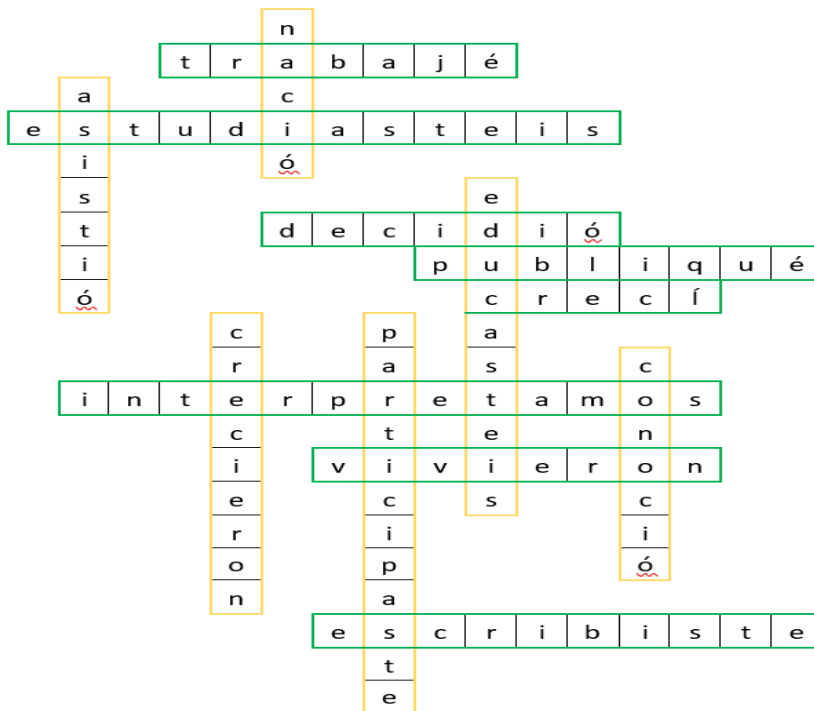 nació
trabajé
asistió
estudiasteis
educasteis
decidió
publiqué
crecÍ
crecieron
participaste
conoció
interpretamos
vivieron
escribiste